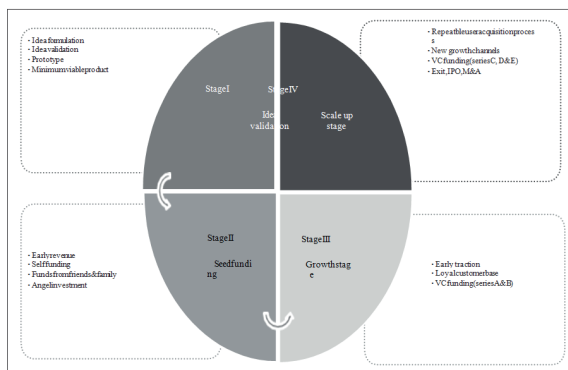 • Ideaformulation
• Ideavalidation
• Prototype
• Minimumviableproduct
• Repeatbleuseracquisitionproces
s
• New growthchannels
• VCfunding(seriesC, D&E)
• Exit,IPO,M&A
StageI
StageIV
Idea
validation
Scale up
stage
StageII
Seedfundi
ng
StageIII
Growthstag
e
• Earlyrevenue
• Selffunding
• Fundsfromfriends&family
• Angelinvestment
• Early traction
• Loyalcustomerbase
• VCfunding(seriesA&B)